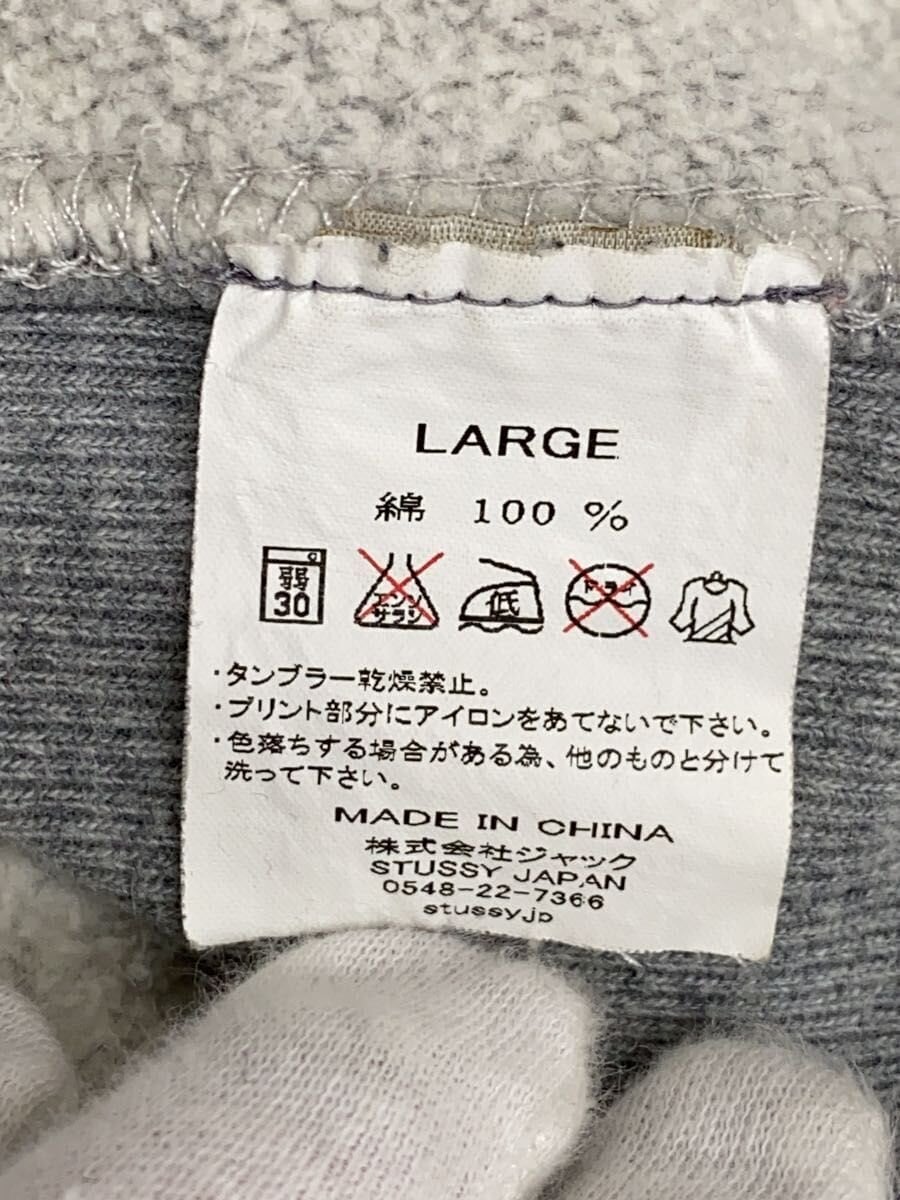 LARGE
綿 100 %
弱
30
エンソ
サラシ
低
ドライ
・タンブラー乾燥禁止。
・プリント部分にアイロンをあてないで下さい。
・色落ちする場合がある為、他のものと分けて
洗って下さい。
MADE IN CHINA
株式会社ジャック
STUSSY JAPAN
0548-22-7366
stussy.jp